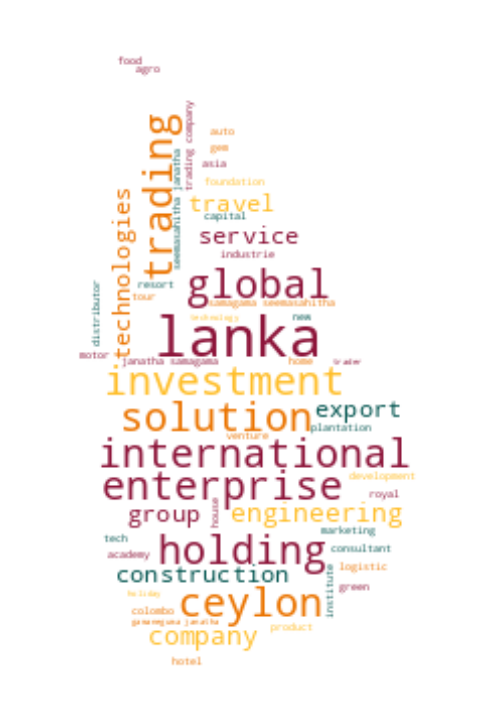 food
agro
trading
trading company
auto
gem
asia
seemasahitha janatha
foundation
technologies
travel
capital
service
industrie
global
resort
tour
samagama seemasahitha
distributor
technology
new
lanka
motor
janatha samagama
home
trader
investment
solution
export
plantation
venture
international
enterprise
development
royal
house
group
engineering
marketing
tech
holding
consultant
academy
logistic
construction
institute
green
holiday
ceylon
colombo
gamameguwa janatha
product
company
hotel